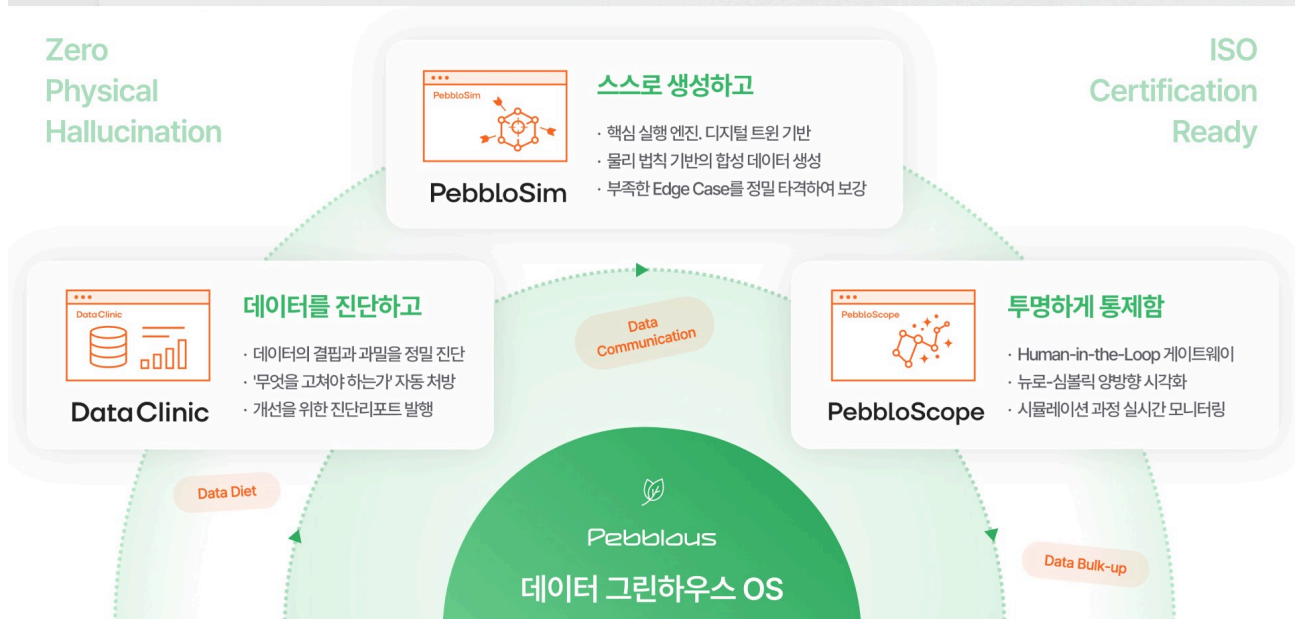 Zero
Physical
Hallucination
ISO
Certification
Ready
PebbloSim
PebbloSim
스스로 생성하고
· 핵심 실행 엔진. 디지털 트윈 기반
· 물리 법칙 기반의 합성 데이터 생성
· 부족한 Edge Case를 정밀 타격하여 보강
DataClinic
DataClinic
데이터를 진단하고
· 데이터의 결핍과 과밀을 정밀 진단
· '무엇을 고쳐야 하는가' 자동 처방
· 개선을 위한 진단리포트 발행
Data
Communication
PebbloScope
PebbloScope
투명하게 통제함
· Human-in-the-Loop 게이트웨이
· 뉴로-심볼릭 양방향 시각화
· 시뮬레이션 과정 실시간 모니터링
Data Diet
Data Bulk-up
Pebblous
데이터 그린하우스 OS